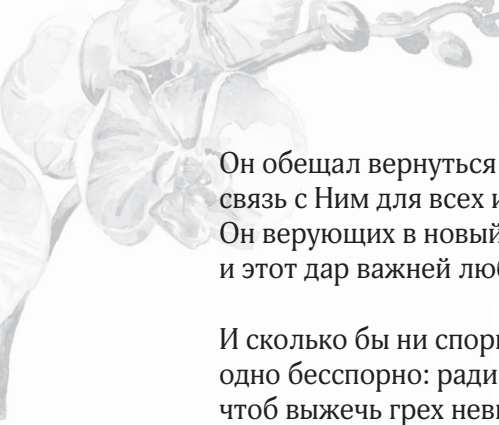 Он обещал вернуться
связь с Ним для всех
Он верующих в новый
и этот дар важней
И сколько бы ни
одно бесспорно:
чтоб выжечь грех